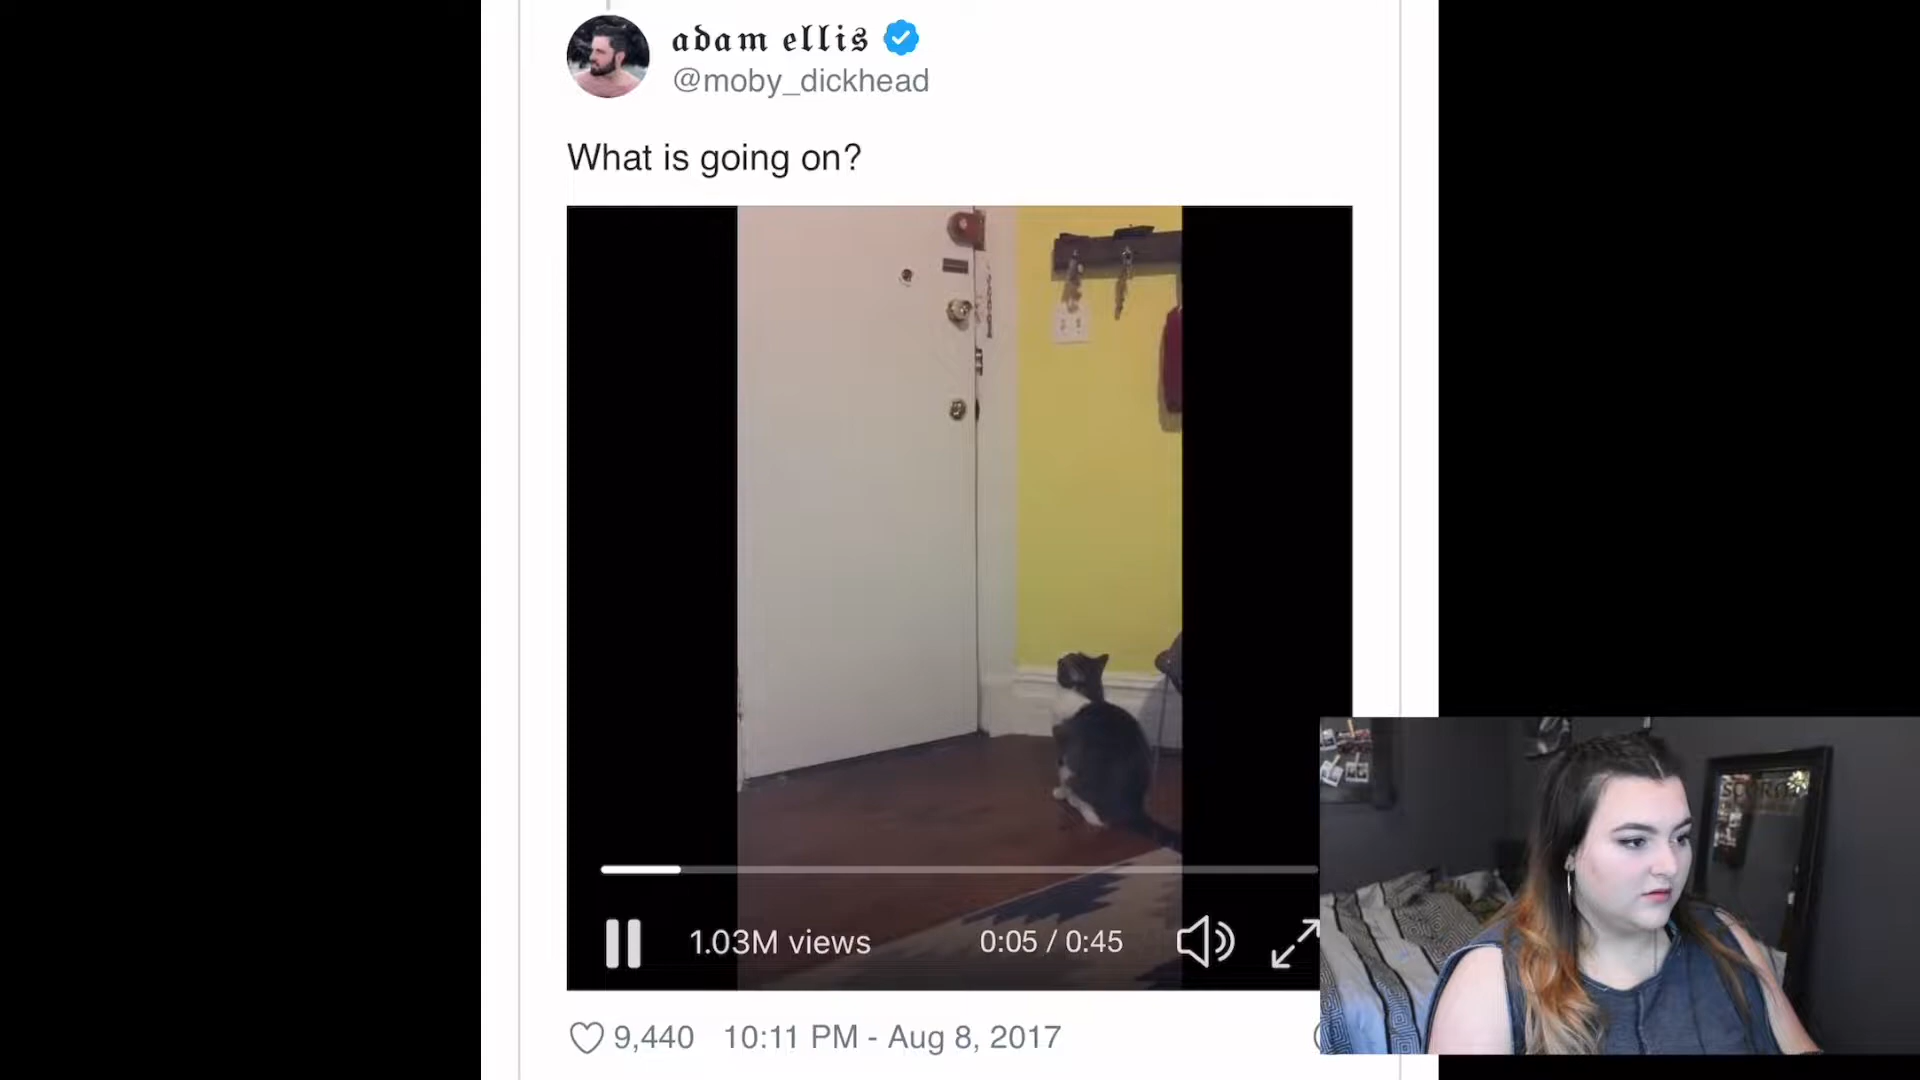 adam ellis
@moby_dickhead
What is going on?
1.03M views
0:05 / 0:45
9,440
10:11 PM - Aug 8, 2017